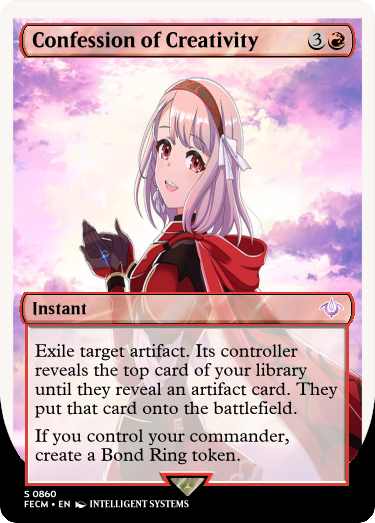 Confession of Creativity 3
Instant
Exile target artifact. Its controller
reveals the top card of your library
until they reveal an artifact card. They
put that card onto the battlefield.
If you control your commander,
create a Bond Ring token.
S 0860
FECM • EN INTELLIGENT SYSTEMS